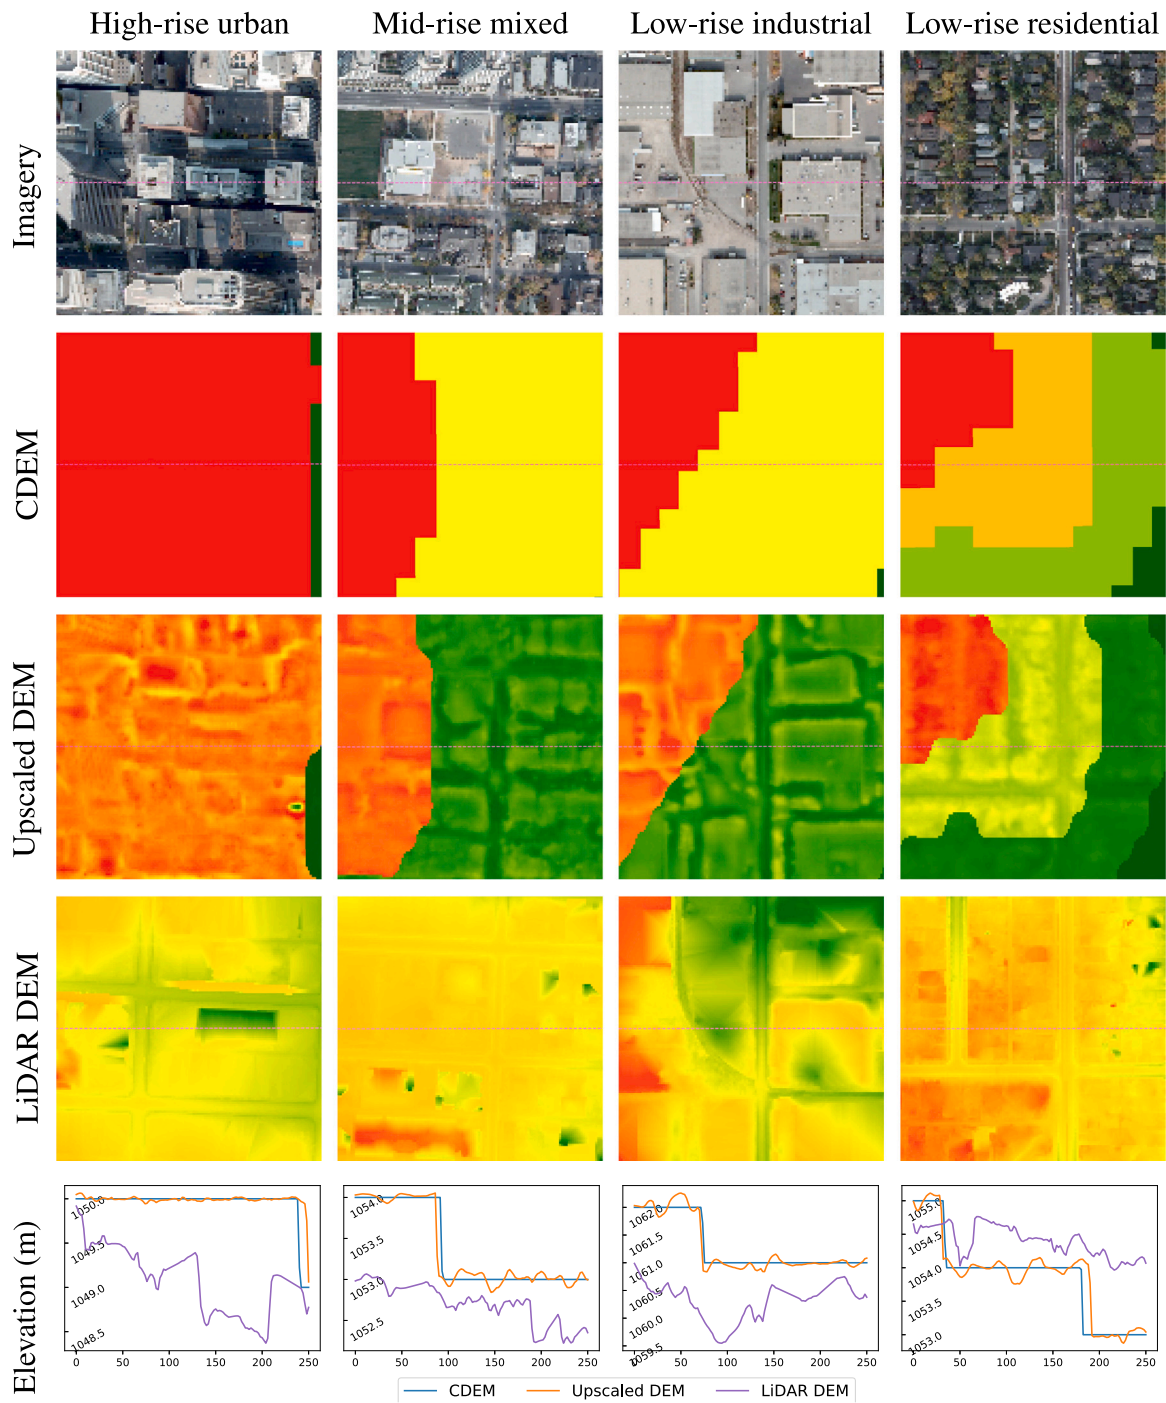 High-rise urban Mid-rise mixed Low-rise industrial Low-rise residential
Imagery
CDEM
Upscaled DEM
LiDAR DEM
Elevation (m)
1050.0
1049.5
1049.0
1048.5
0 50 100 150 200 250
1054.0
1053.5
1053.0
1052.5
0 50 100 150 200 250
1062.0
1061.5
1061.0
1060.5
1060.0
1059.5
0 50 100 150 200 250
1055.0
1054.5
1054.0
1053.5
1053.0
0 50 100 150 200 250
CDEM Upscaled DEM LiDAR DEM